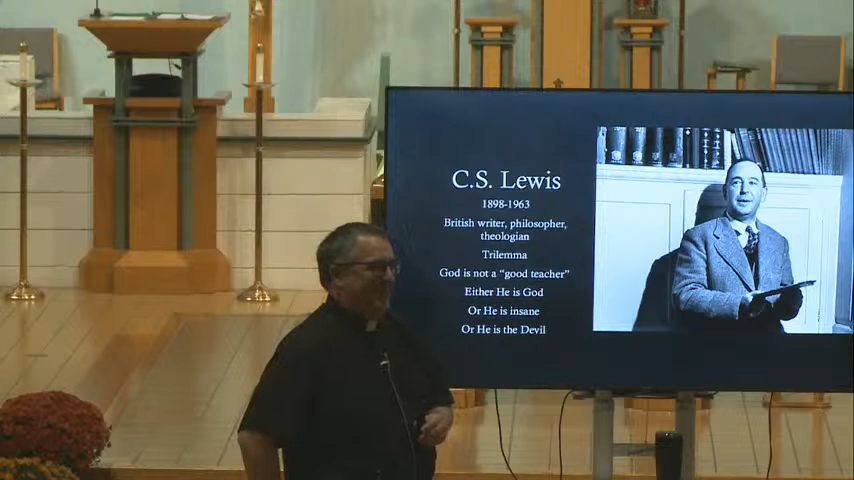 C.S. Lewis
1898-1963
British writer, philosopher,
theologian
Trilemma
God is not a “good teacher”
Either He is God
Or He is insane
Or He is the Devil